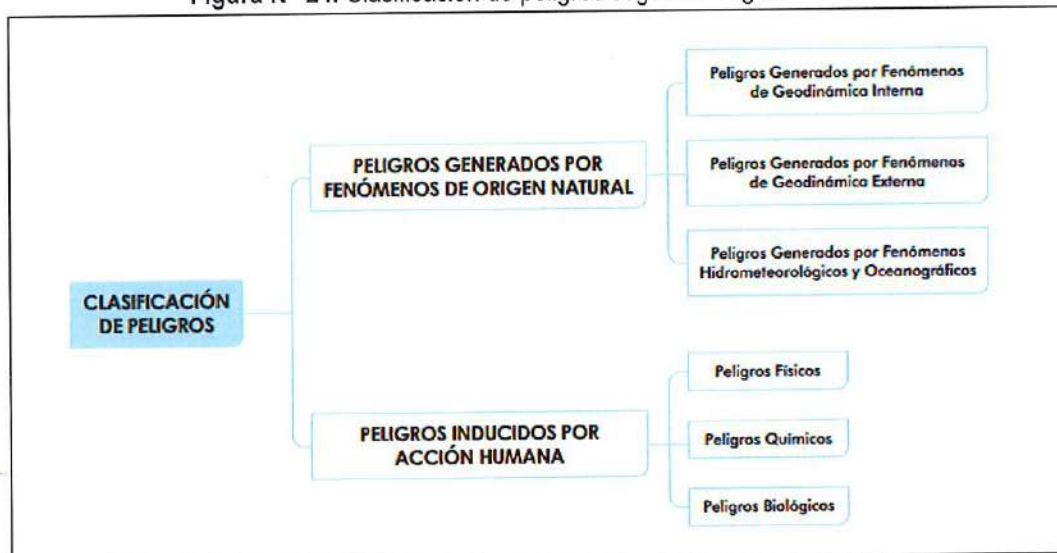 PELIGROS GENERADOS POR
FENÓMENOS DE ORIGEN NATURAL
Peligros Generados por Fenómenos
de Geodinámica Interna
Peligros Generados por Fenómenos
de Geodinámica Externa
Peligros Generados por Fenómenos
Hidrometeorológicos y Oceanográficos
CLASIFICACIÓN
DE PELIGROS
PELIGROS INDUCIDOS POR
ACCIÓN HUMANA
Peligros Físicos
Peligros Químicos
Peligros Biológicos